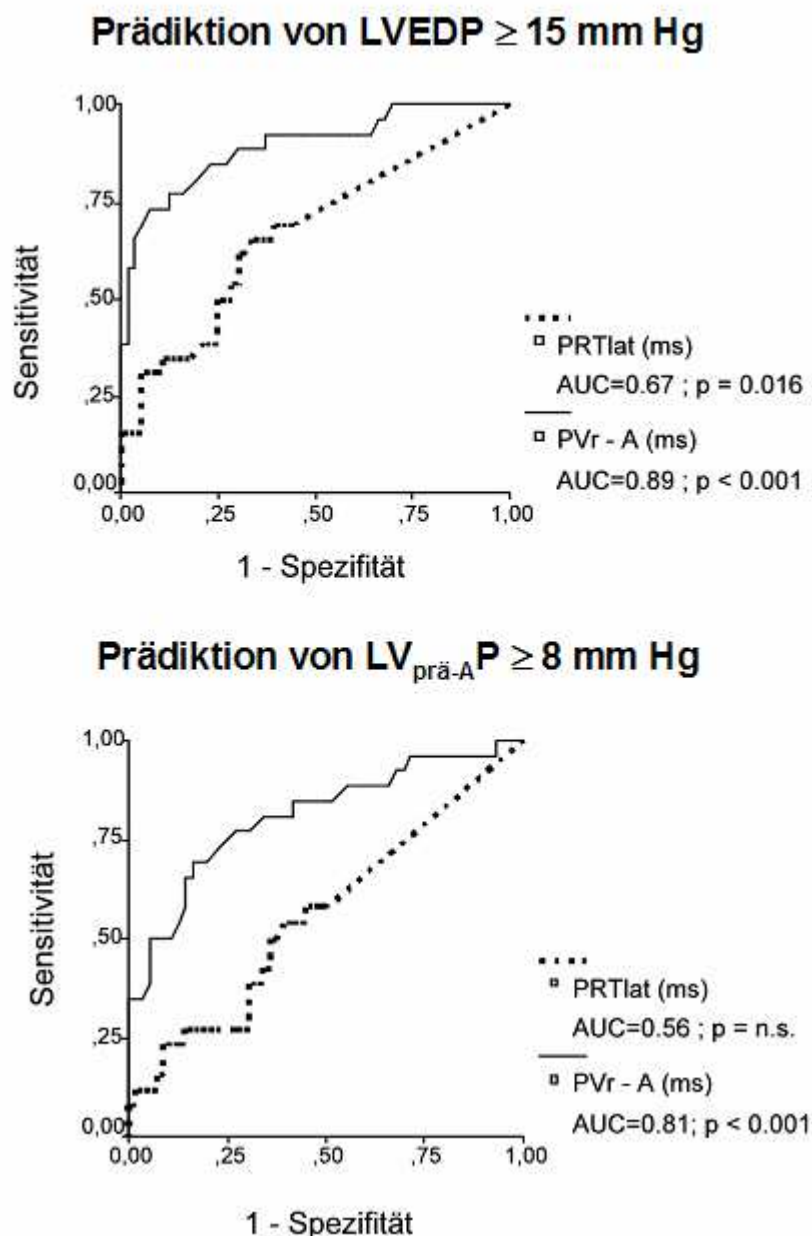 Prädiktion von LVEDP ≥ 15 mm Hg
1,00
,75
,50
,25
0,00
Sensitivität
0,00 ,25 ,50 ,75 1,00
1 - Spezifität
PRTlat (ms)
AUC=0.67 ; p = 0.016
PVr - A (ms)
AUC=0.89 ; p < 0.001
Prädiktion von LVprä-AP ≥ 8 mm Hg
1,00
,75
,50
,25
0,00
Sensitivität
0,00 ,25 ,50 ,75 1,00
1 - Spezifität
PRTlat (ms)
AUC=0.56 ; p = n.s.
PVr - A (ms)
AUC=0.81; p < 0.001